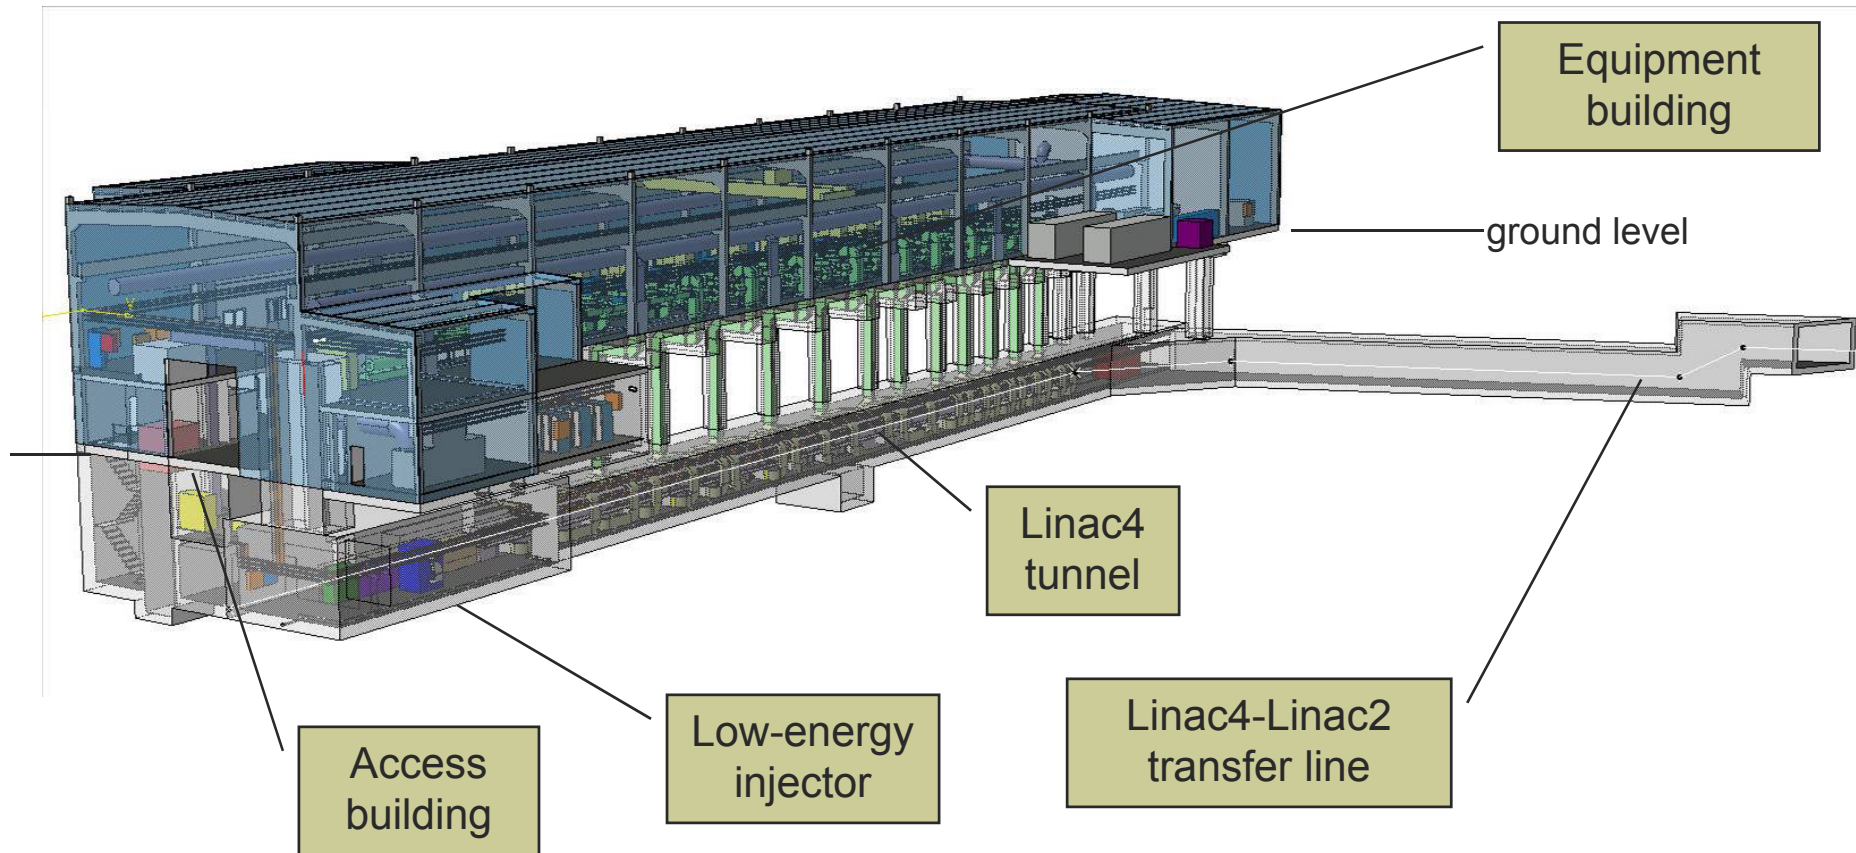 Equipment
building
ground level
Linac4
tunnel
Linac4-Linac2
transfer line
Low-energy
injector
Access
building